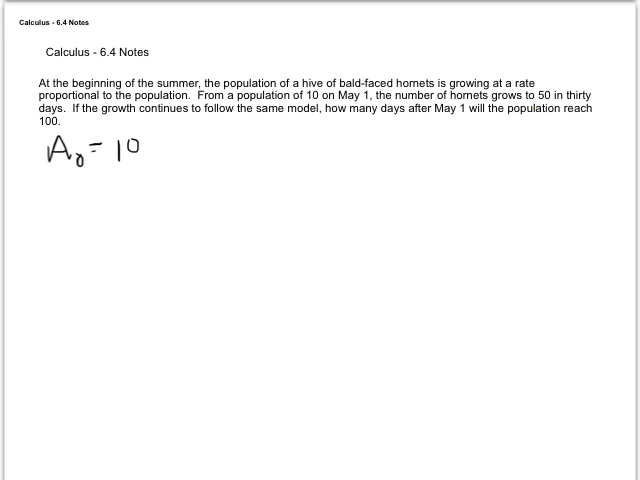 Calculus - 6.4 Notes
Calculus - 6.4 Notes
At the beginning of the summer, the population of a hive of bald-faced hornets is growing at a rate
proportional to the population.  From a population of 10 on May 1, the number of hornets grows to 50 in thirty
days.  If the growth continues to follow the same model, how many days after May 1 will the population reach
100.
A₀ = 10